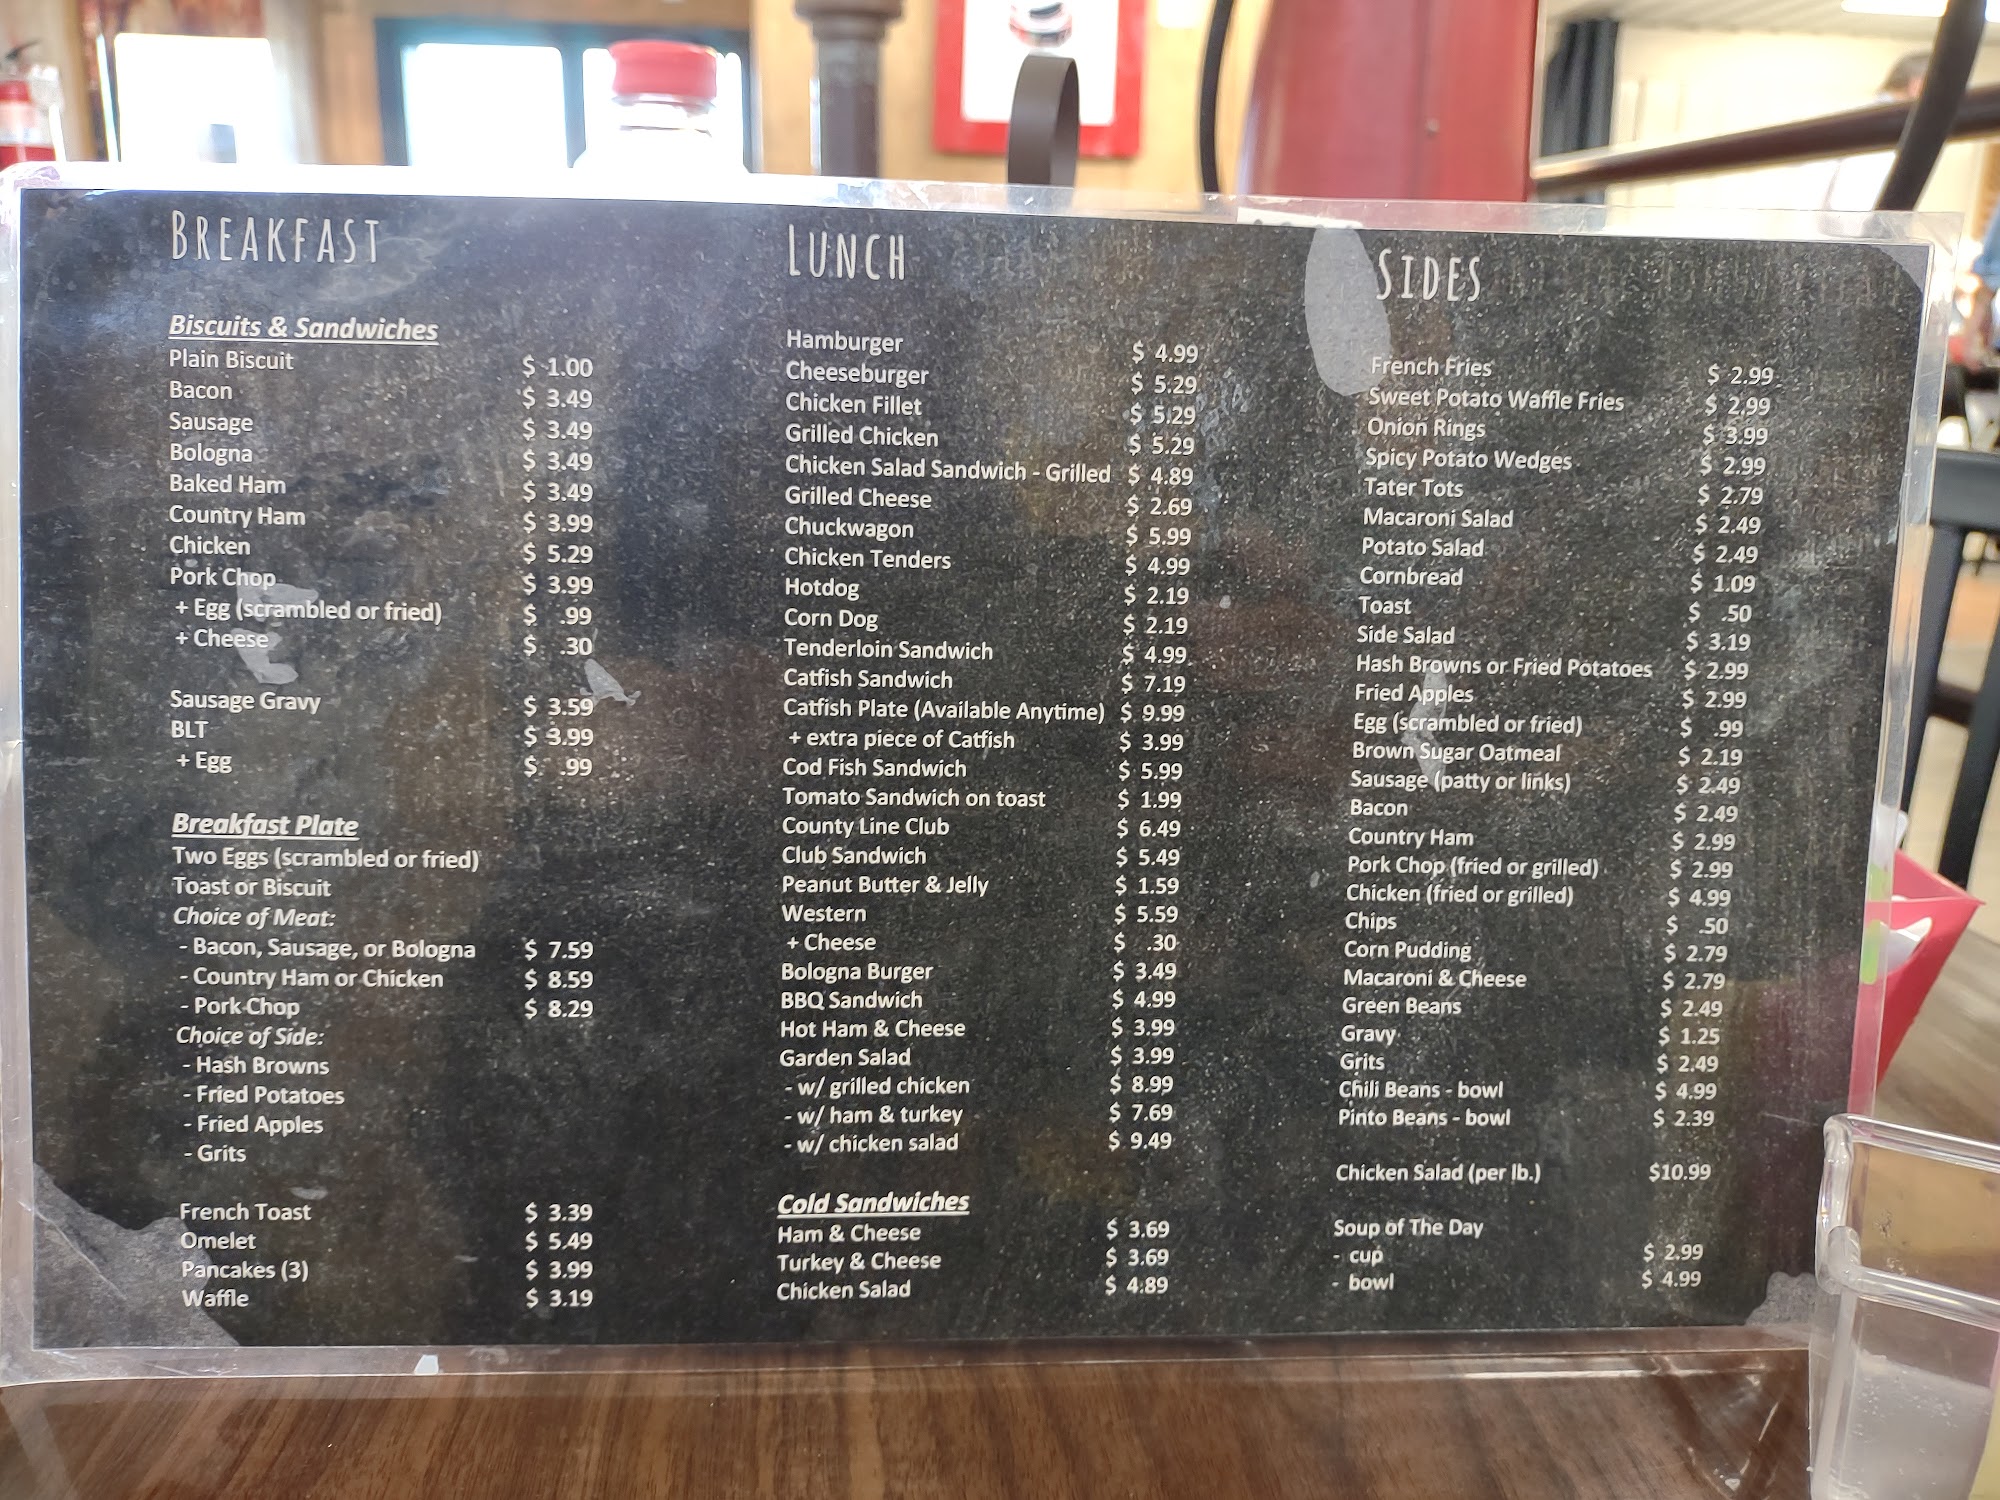 BREAKFAST
Biscuits & Sandwiches
Plain Biscuit $ 1.00
Bacon $ 3.49
Sausage $ 3.49
Bologna $ 3.49
Baked Ham $ 3.49
Country Ham $ 3.99
Chicken $ 5.29
Pork Chop $ 3.99
+ Egg (scrambled or fried) $ .99
+ Cheese $ .30
Sausage Gravy $ 3.59
BLT $ 3.99
+ Egg $ .99
Breakfast Plate
Two Eggs (scrambled or fried)
Toast or Biscuit
Choice of Meat:
- Bacon, Sausage, or Bologna $ 7.59
- Country Ham or Chicken $ 8.59
- Pork Chop $ 8.29
Choice of Side:
- Hash Browns
- Fried Potatoes
- Fried Apples
- Grits
French Toast $ 3.39
Omelet $ 5.49
Pancakes (3) $ 3.99
Waffle $ 3.19
LUNCH
Hamburger $ 4.99
Cheeseburger $ 5.29
Chicken Fillet $ 5.29
Grilled Chicken $ 5.29
Chicken Salad Sandwich - Grilled $ 4.89
Grilled Cheese $ 2.69
Chuckwagon $ 5.99
Chicken Tenders $ 4.99
Hotdog $ 2.19
Corn Dog $ 2.19
Tenderloin Sandwich $ 4.99
Catfish Sandwich $ 7.19
Catfish Plate (Available Anytime) $ 9.99
+ extra piece of Catfish $ 3.99
Cod Fish Sandwich $ 5.99
Tomato Sandwich on toast $ 1.99
County Line Club $ 6.49
Club Sandwich $ 5.49
Peanut Butter & Jelly $ 1.59
Western $ 5.59
+ Cheese $ .30
Bologna Burger $ 3.49
BBQ Sandwich $ 4.99
Hot Ham & Cheese $ 3.99
Garden Salad $ 3.99
- w/ grilled chicken $ 8.99
- w/ ham & turkey $ 7.69
- w/ chicken salad $ 9.49
Cold Sandwiches
Ham & Cheese $ 3.69
Turkey & Cheese $ 3.69
Chicken Salad $ 4.89
SIDES
French Fries $ 2.99
Sweet Potato Waffle Fries $ 2.99
Onion Rings $ 3.99
Spicy Potato Wedges $ 2.99
Tater Tots $ 2.79
Macaroni Salad $ 2.49
Potato Salad $ 2.49
Cornbread $ 1.09
Toast $ .50
Side Salad $ 3.19
Hash Browns or Fried Potatoes $ 2.99
Fried Apples $ 2.99
Egg (scrambled or fried) $ .99
Brown Sugar Oatmeal $ 2.19
Sausage (patty or links) $ 2.49
Bacon $ 2.49
Country Ham $ 2.99
Pork Chop (fried or grilled) $ 2.99
Chicken (fried or grilled) $ 4.99
Chips $ .50
Corn Pudding $ 2.79
Macaroni & Cheese $ 2.79
Green Beans $ 2.49
Gravy $ 1.25
Grits $ 2.49
Chili Beans - bowl $ 4.99
Pinto Beans - bowl $ 2.39
Chicken Salad (per lb.) $10.99
Soup of The Day
- cup $ 2.99
- bowl $ 4.99